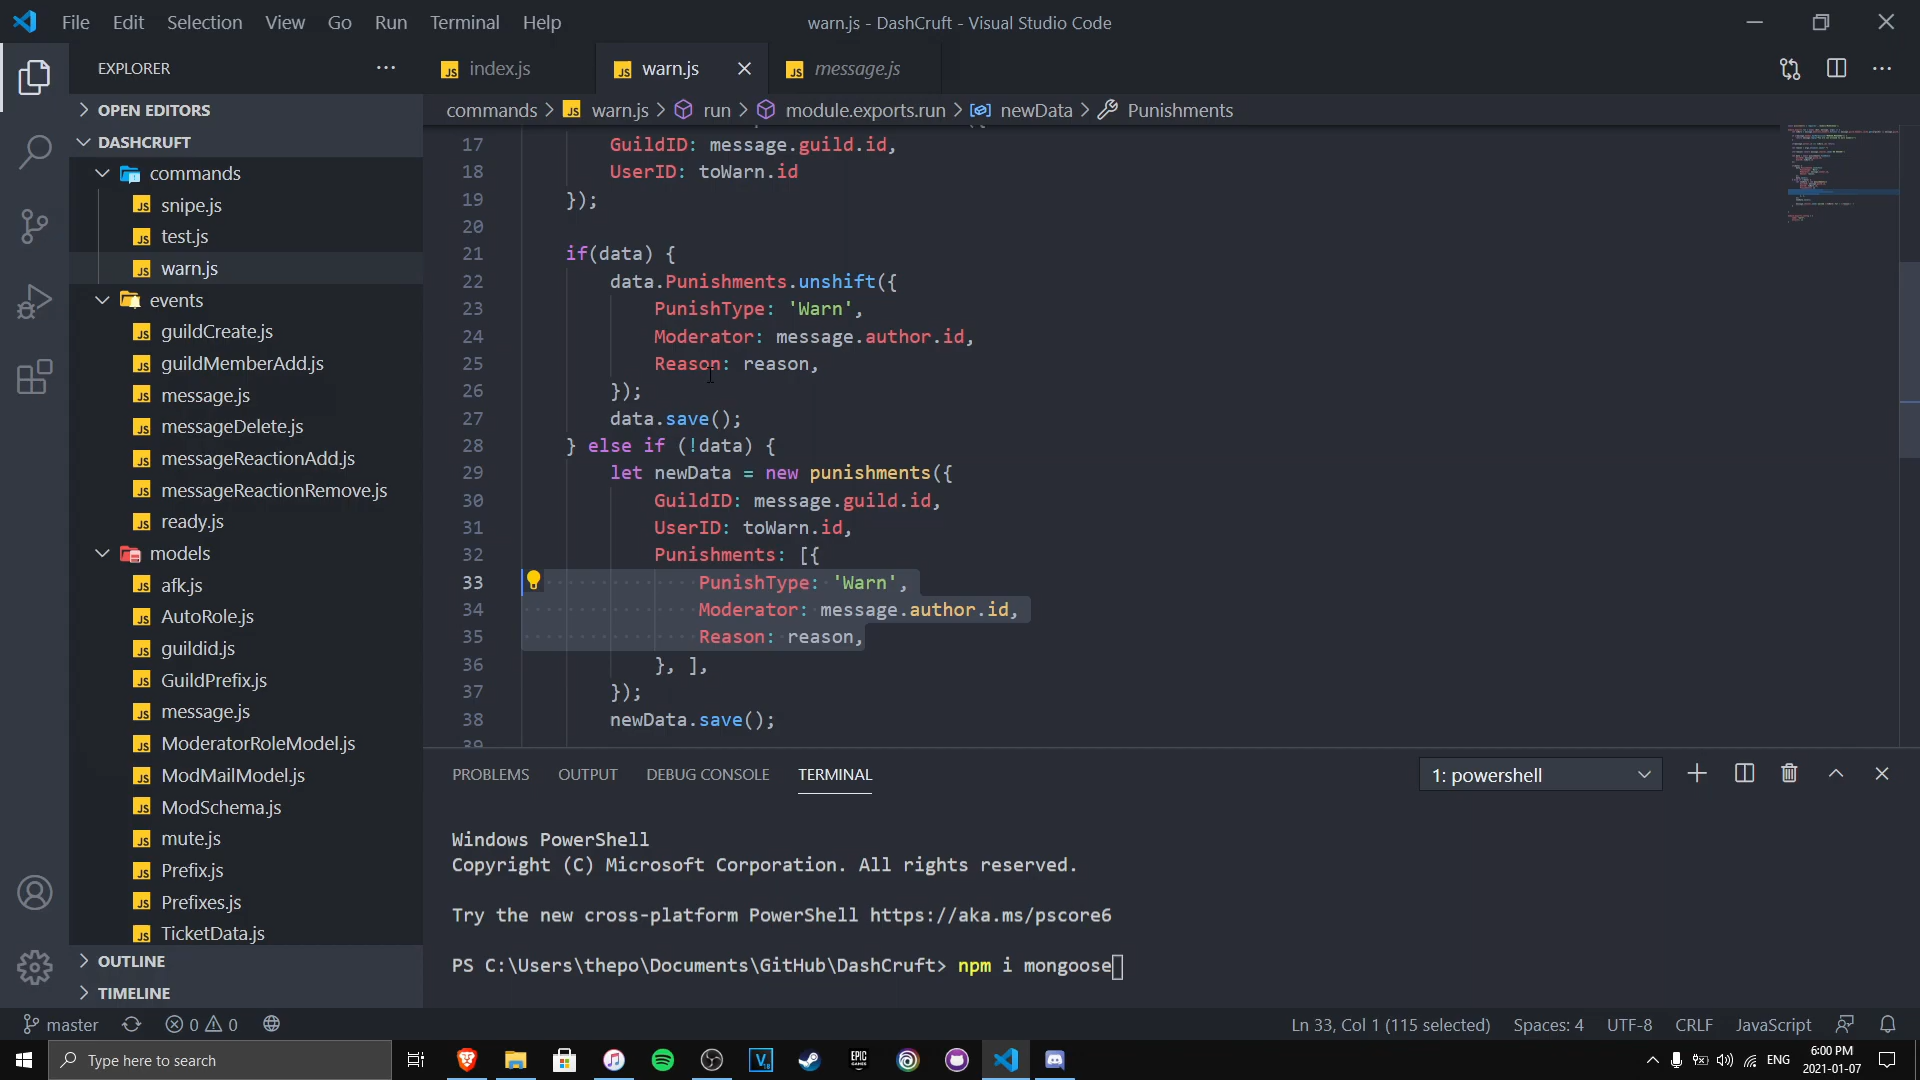 File Edit Selection View Go Run Terminal Help
warn.js - DashCruft - Visual Studio Code
EXPLORER
index.js
warn.js
message.js
OPEN EDITORS
commands > warn.js > run > module.exports.run > newData > Punishments
DASHCRUFT
commands
snipe.js
test.js
warn.js
events
guildCreate.js
guildMemberAdd.js
message.js
messageDelete.js
messageReactionAdd.js
messageReactionRemove.js
ready.js
models
afk.js
AutoRole.js
guildid.js
GuildPrefix.js
message.js
ModeratorRoleModel.js
ModMailModel.js
ModSchema.js
mute.js
Prefix.js
Prefixes.js
TicketData.js
OUTLINE
TIMELINE
17 GuildID: message.guild.id,
18 UserID: toWarn.id
19 });
20
21 if(data) {
22 data.Punishments.unshift({
23 PunishType: 'Warn',
24 Moderator: message.author.id,
25 Reason: reason,
26 });
27 data.save();
28 } else if (!data) {
29 let newData = new punishments({
30 GuildID: message.guild.id,
31 UserID: toWarn.id,
32 Punishments: [{
33 PunishType: 'Warn',
34 Moderator: message.author.id,
35 Reason: reason,
36 }, ],
37 });
38 newData.save();
39
PROBLEMS OUTPUT DEBUG CONSOLE TERMINAL
1: powershell
Windows PowerShell
Copyright (C) Microsoft Corporation. All rights reserved.
Try the new cross-platform PowerShell https://aka.ms/pscore6
PS C:\Users\thepo\Documents\GitHub\DashCruft> npm i mongoose
master
0
0
Ln 33, Col 1 (115 selected)
Spaces: 4
UTF-8
CRLF
JavaScript
Type here to search
ENG
6:00 PM
2021-01-07